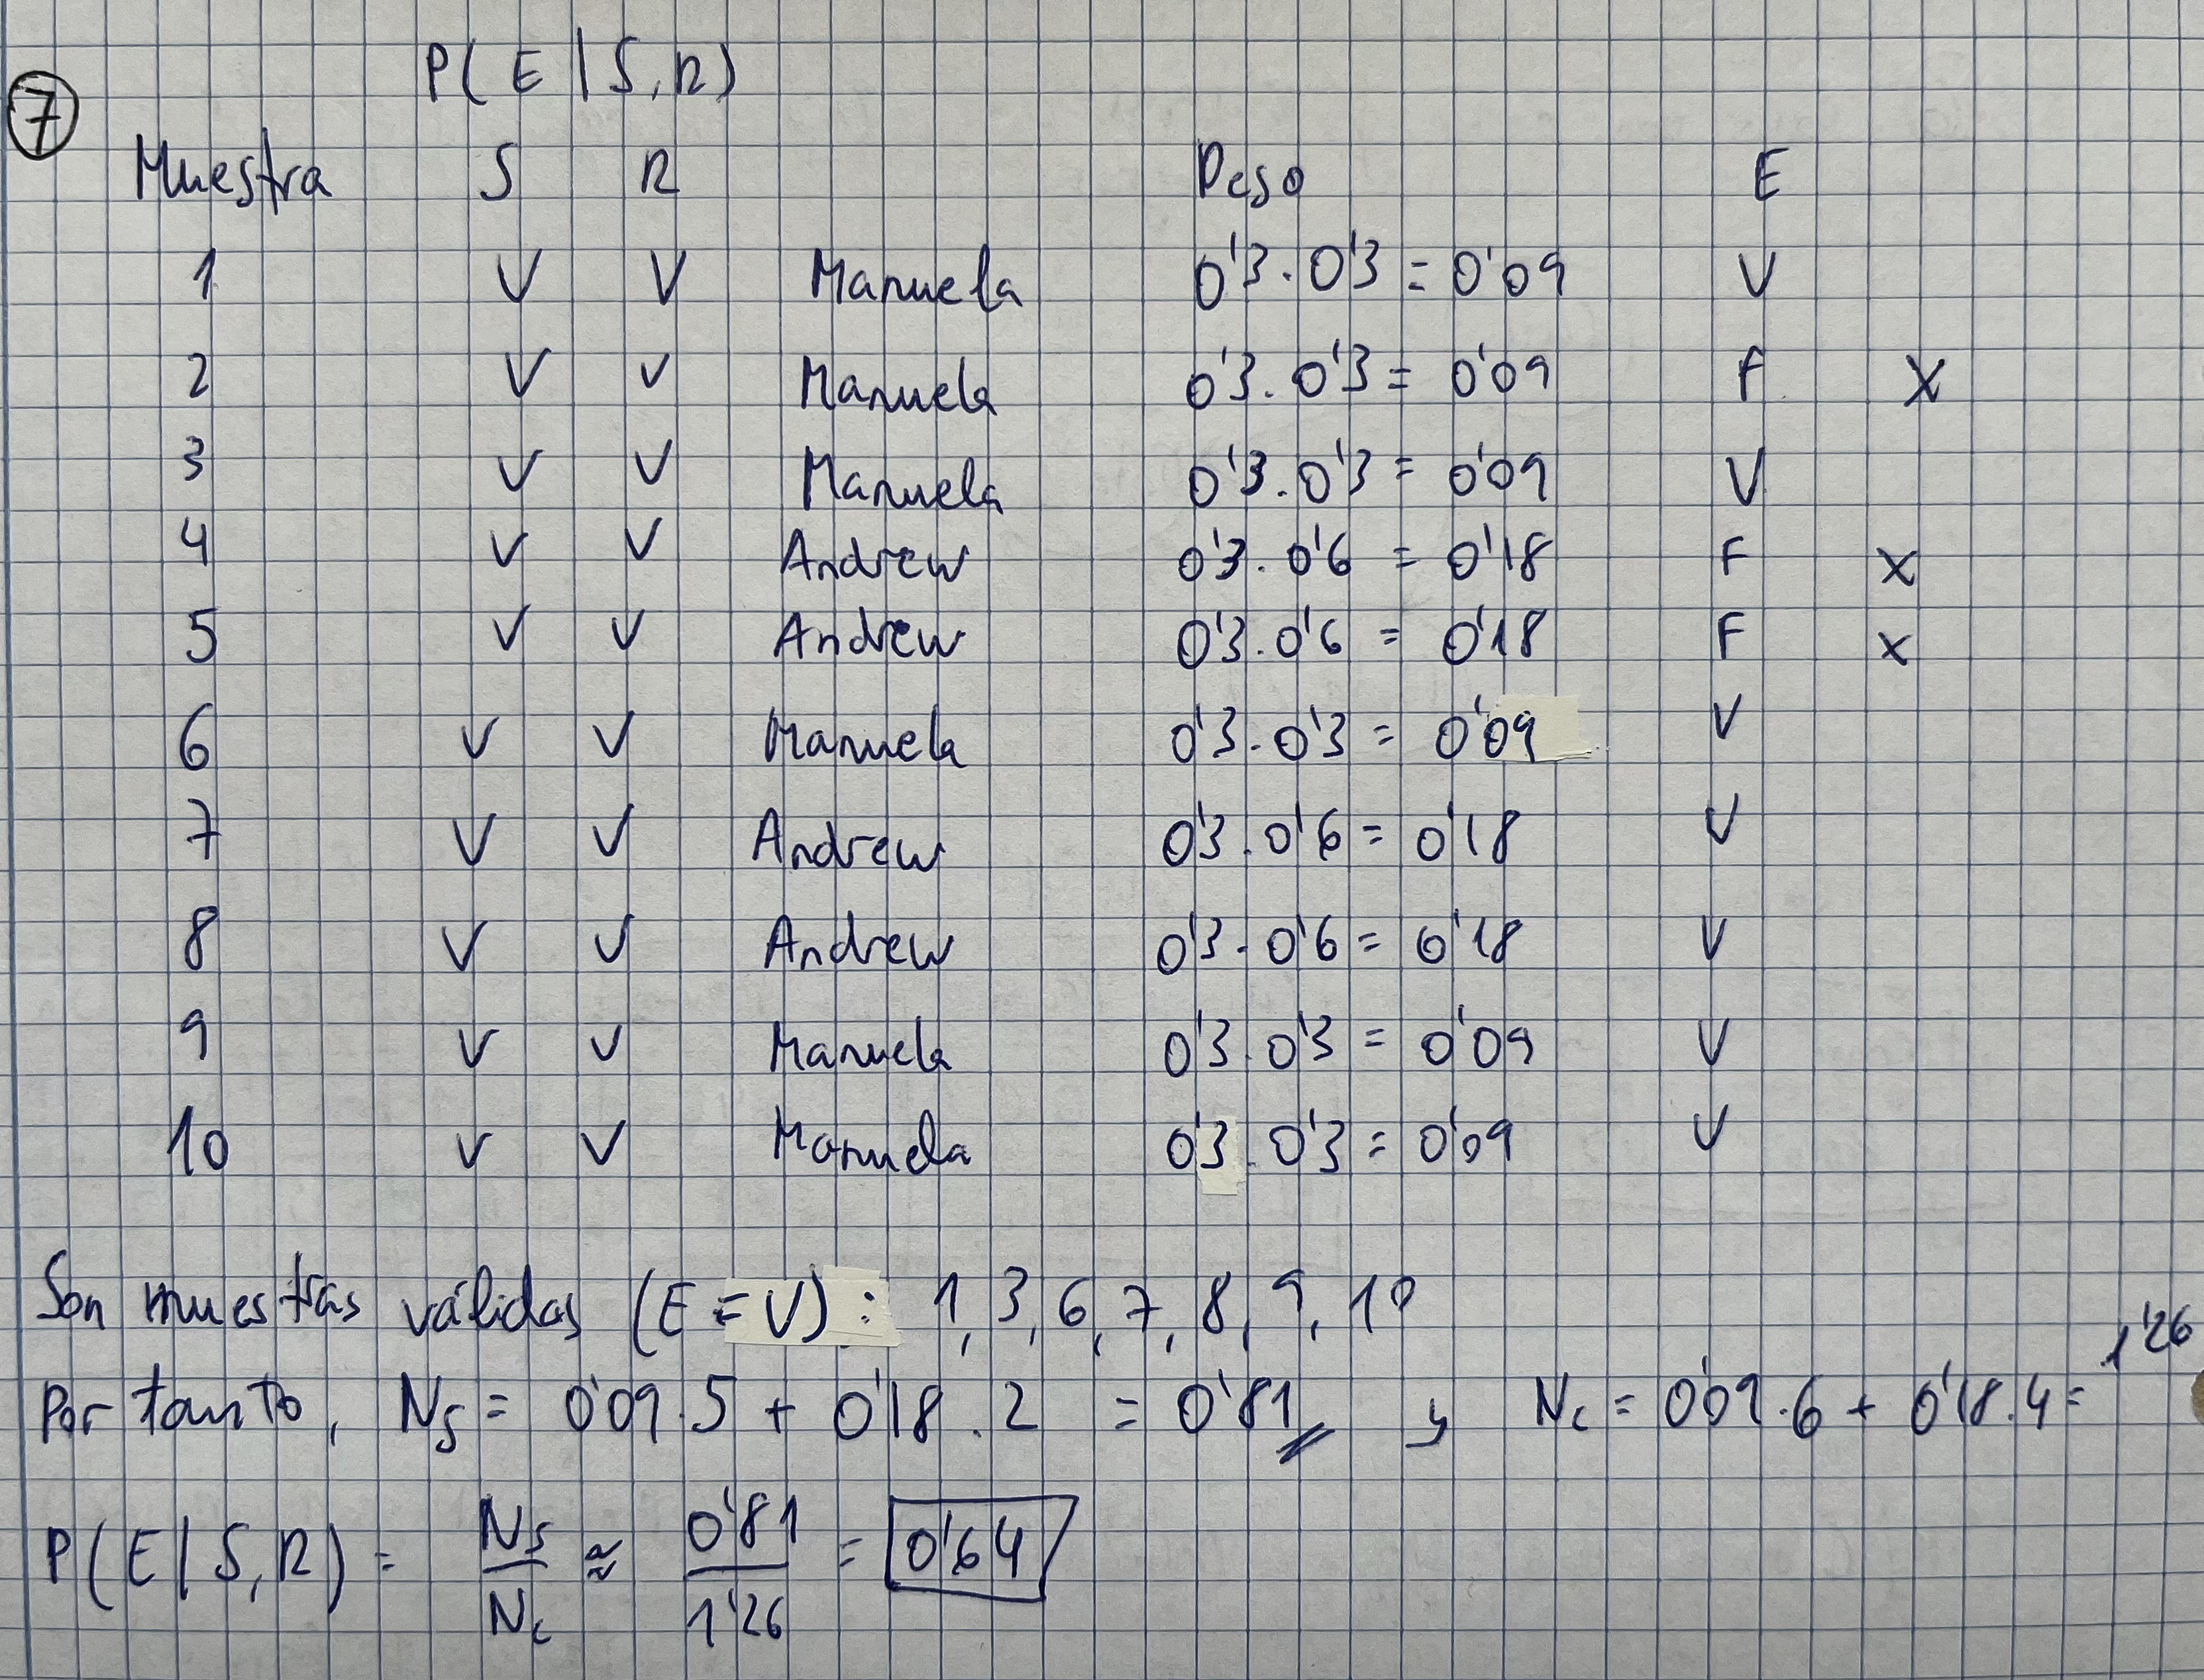 P(E|S,R)
7
Muestra S R Peso E
1 V V Manuela 0'3·0'3 = 0'09 V
2 V V Manuela 0'3·0'3 = 0'09 F X
3 V V Manuela 0'3·0'3 = 0'09 V
4 V V Andrew 0'3·0'6 = 0'18 F X
5 V V Andrew 0'3·0'6 = 0'18 F X
6 V V Manuela 0'3·0'3 = 0'09 V
7 V V Andrew 0'3·0'6 = 0'18 V
8 V V Andrew 0'3·0'6 = 0'18 V
9 V V Manuela 0'3·0'3 = 0'09 V
10 V V Manuela 0'3·0'3 = 0'09 V
Son muestras válidas (E = V): 1, 3, 6, 7, 8, 9, 10
Por tanto, Ns = 0'09·5 + 0'18·2 = 0'81 y Nc = 0'09·6 + 0'18·4 = 1'26
P(E|S,R) = Ns/Nc ≈ 0'81/1'26 = 0'64